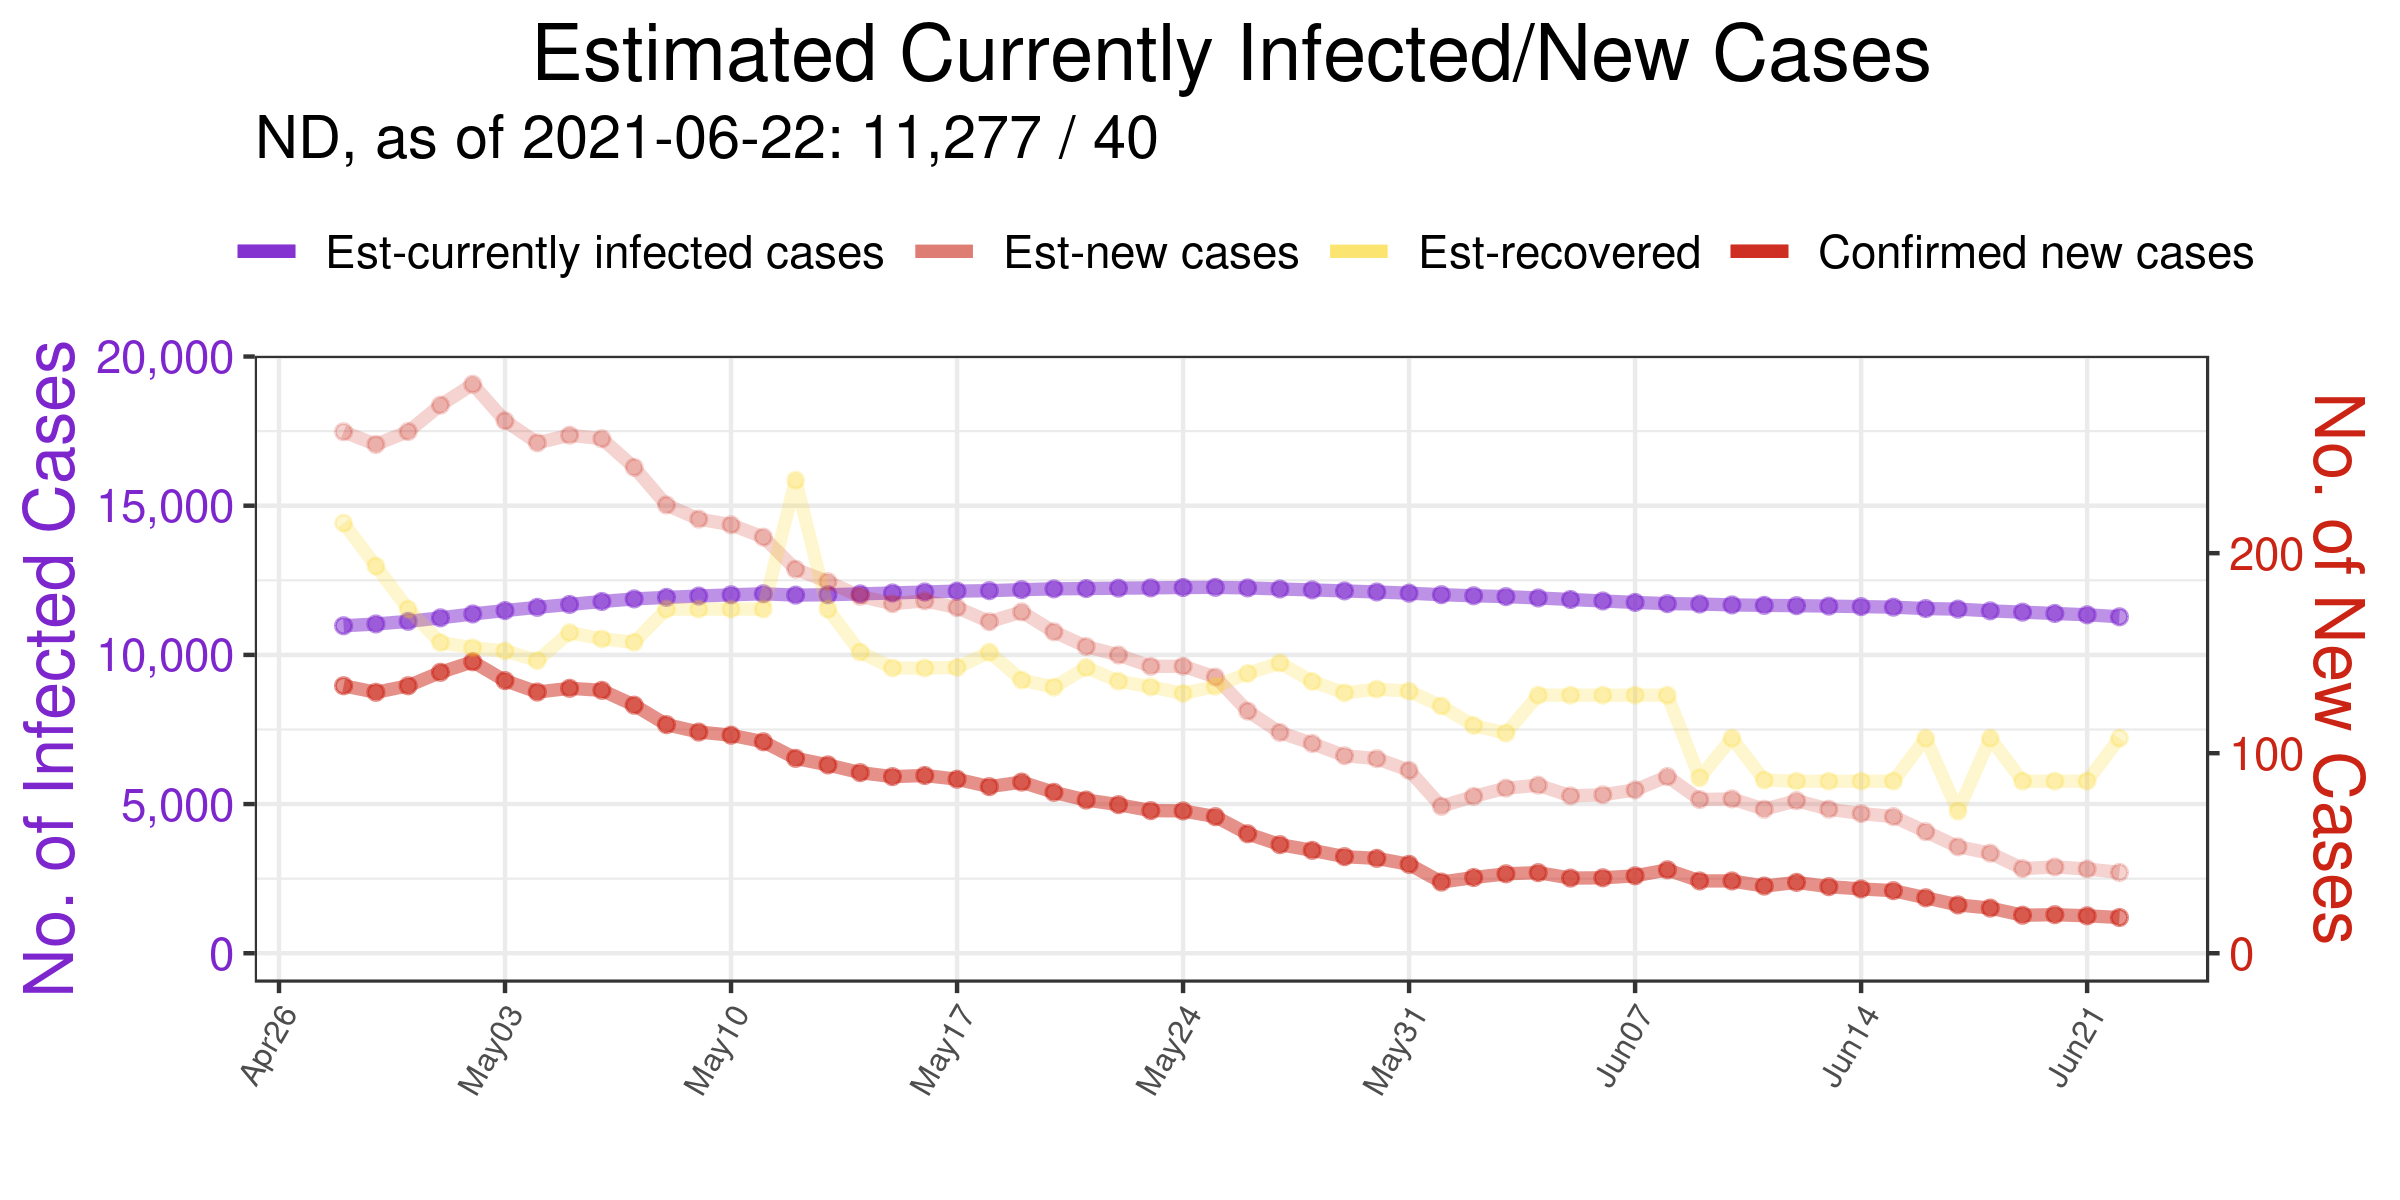 Estimated Currently Infected/New Cases
ND, as of 2021-06-22: 11,277 / 40
Est-currently infected cases Est-new cases Est-recovered Confirmed new cases
No. of Infected Cases
20,000
15,000
10,000
5,000
0
No. of New Cases
200
100
0
Apr26 May03 May10 May17 May24 May31 Jun07 Jun14 Jun21